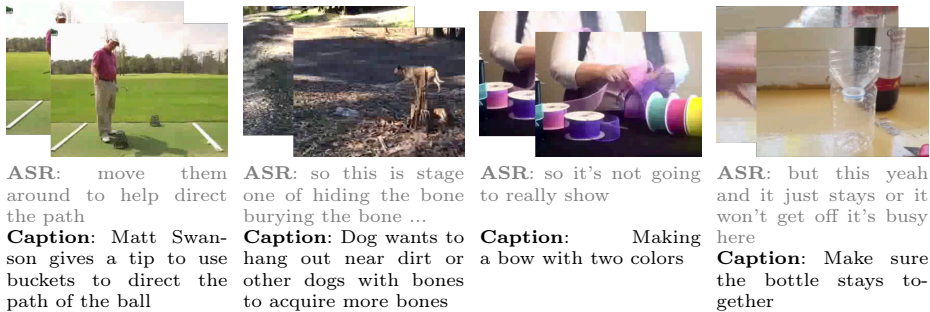 ASR: move them
around to help direct
the path
Caption: Matt Swan-
son gives a tip to use
buckets to direct the
path of the ball
ASR: so this is stage
one of hiding the bone
burying the bone ...
Caption: Dog wants to
hang out near dirt or
other dogs with bones
to acquire more bones
ASR: so it's not going
to really show
Caption: Making
a bow with two colors
ASR: but this yeah
and it just stays or it
won't get off it's busy
here
Caption: Make sure
the bottle stays to-
gether